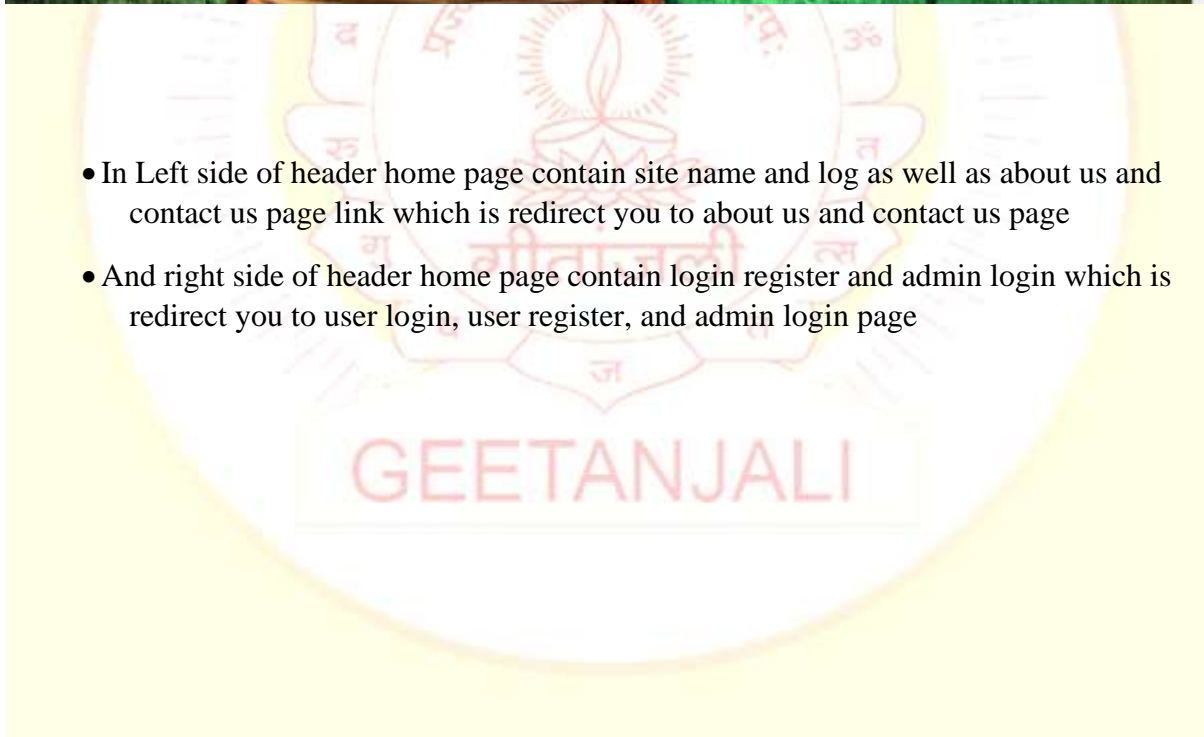 द प्रज् दीपः ॐ
रु त
• In Left side of header home page contain site name and log as well as about us and
contact us page link which is redirect you to about us and contact us page
गु गीतांजली त्स
• And right side of header home page contain login register and admin login which is
redirect you to user login, user register, and admin login page
ज
GEETANJALI